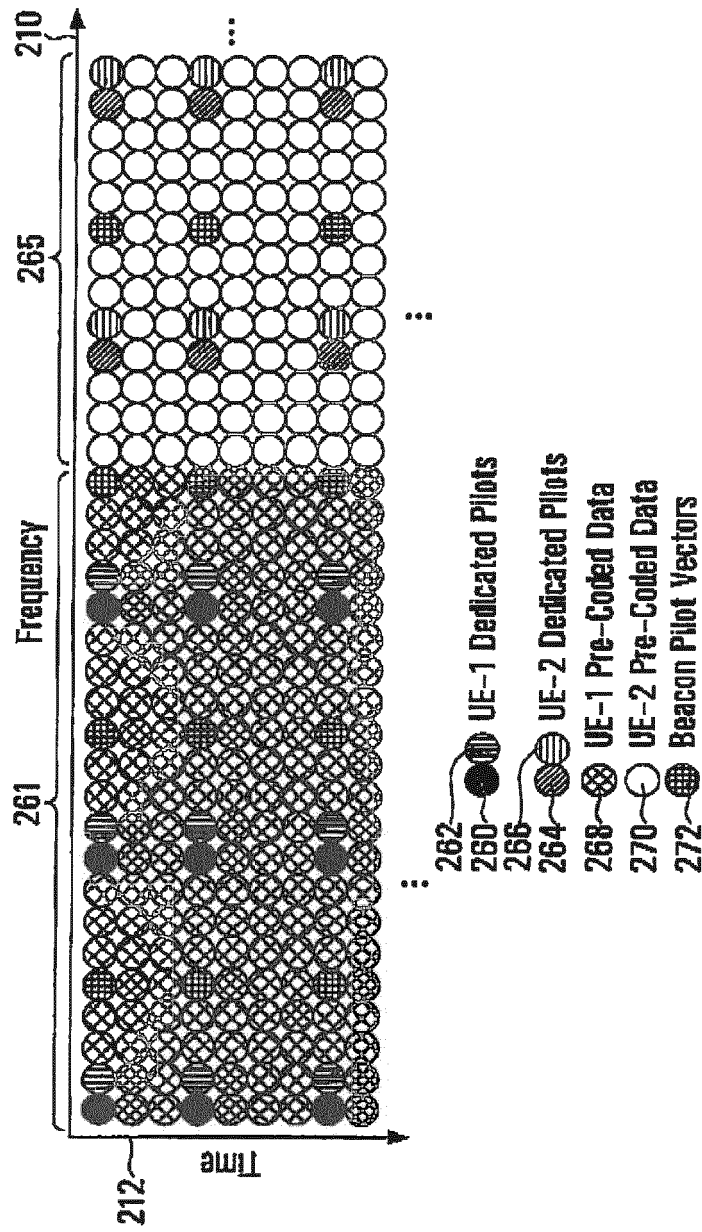 Frequency
210
261
265
212
Time
...
...
...
262 UE-1 Dedicated Pilots
260
266 UE-2 Dedicated Pilots
264
268 UE-1 Pre-Coded Data
270 UE-2 Pre-Coded Data
272 Beacon Pilot Vectors